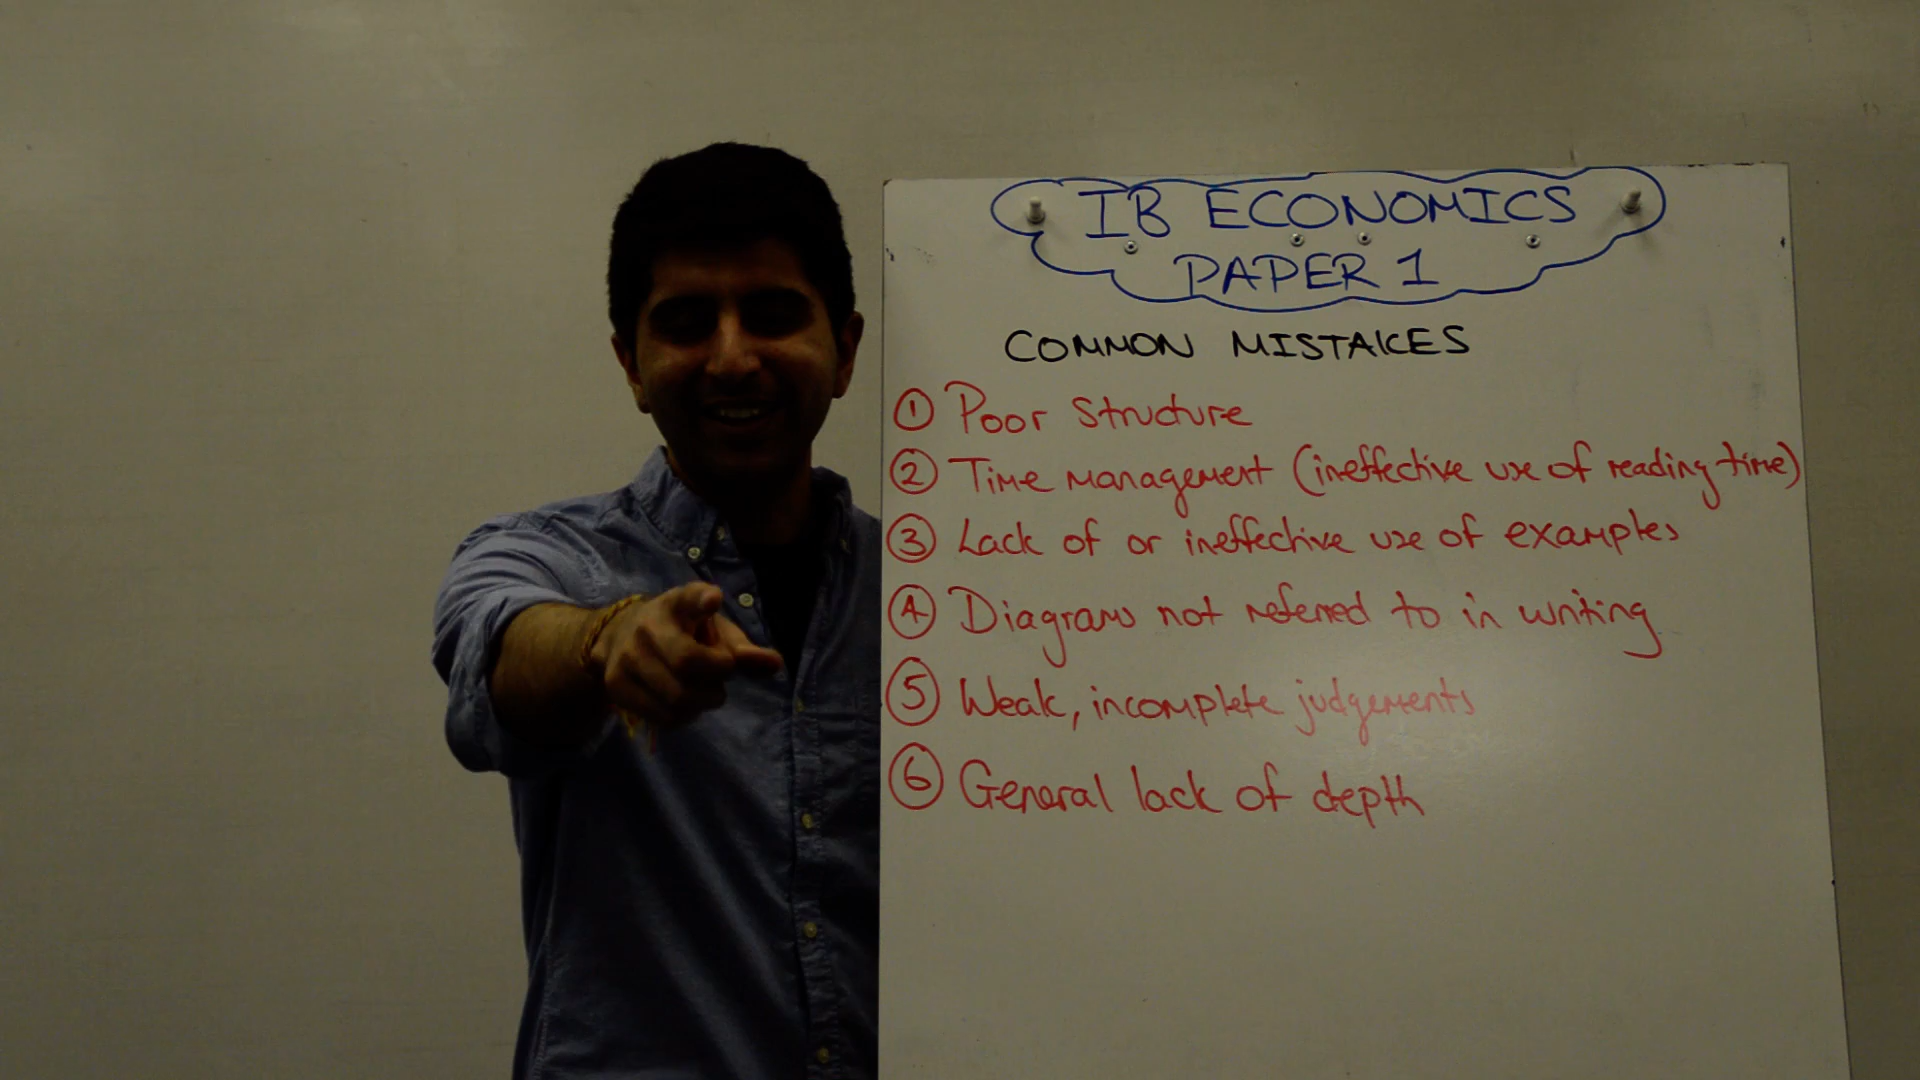 IB ECONOMICS
PAPER 1
COMMON MISTAKES
① Poor Structure
② Time management (ineffective use of reading time)
③ Lack of or ineffective use of examples
④ Diagrams not referred to in writing
⑤ Weak, incomplete judgements
⑥ General lack of depth